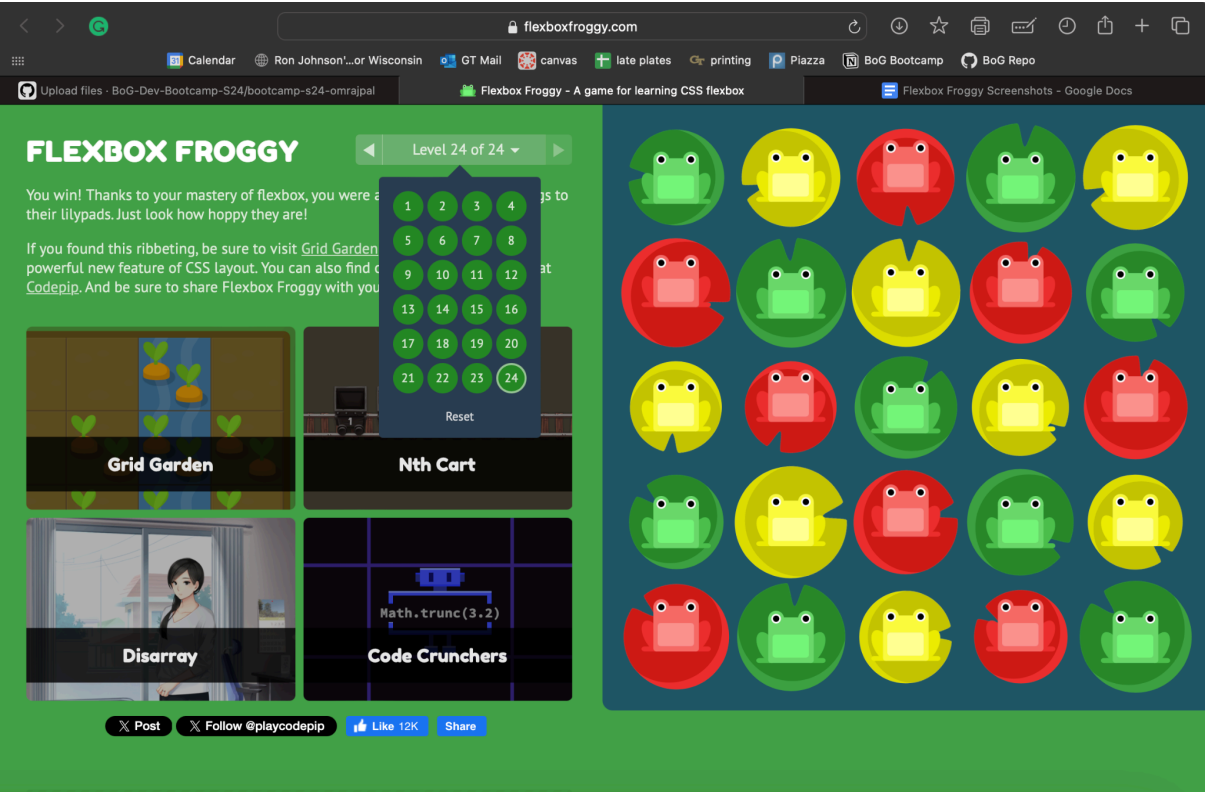 flexboxfroggy.com
31 Calendar
Ron Johnson'...or Wisconsin
GT Mail
canvas
late plates
GT printing
Piazza
BoG Bootcamp
BoG Repo
Upload files · BoG-Dev-Bootcamp-S24/bootcamp-s24-omrajpal
Flexbox Froggy - A game for learning CSS flexbox
Flexbox Froggy Screenshots - Google Docs
FLEXBOX FROGGY
Level 24 of 24
You win! Thanks to your mastery of flexbox, you were a gs to
their lilypads. Just look how hoppy they are!
If you found this ribbeting, be sure to visit Grid Garden
powerful new feature of CSS layout. You can also find at
Codepip. And be sure to share Flexbox Froggy with you
1 2 3 4
5 6 7 8
9 10 11 12
13 14 15 16
17 18 19 20
21 22 23 24
Reset
1
Grid Garden
Nth Cart
Math.trunc(3.2)
Disarray
Code Crunchers
X Post
X Follow @playcodepip
Like 12K
Share